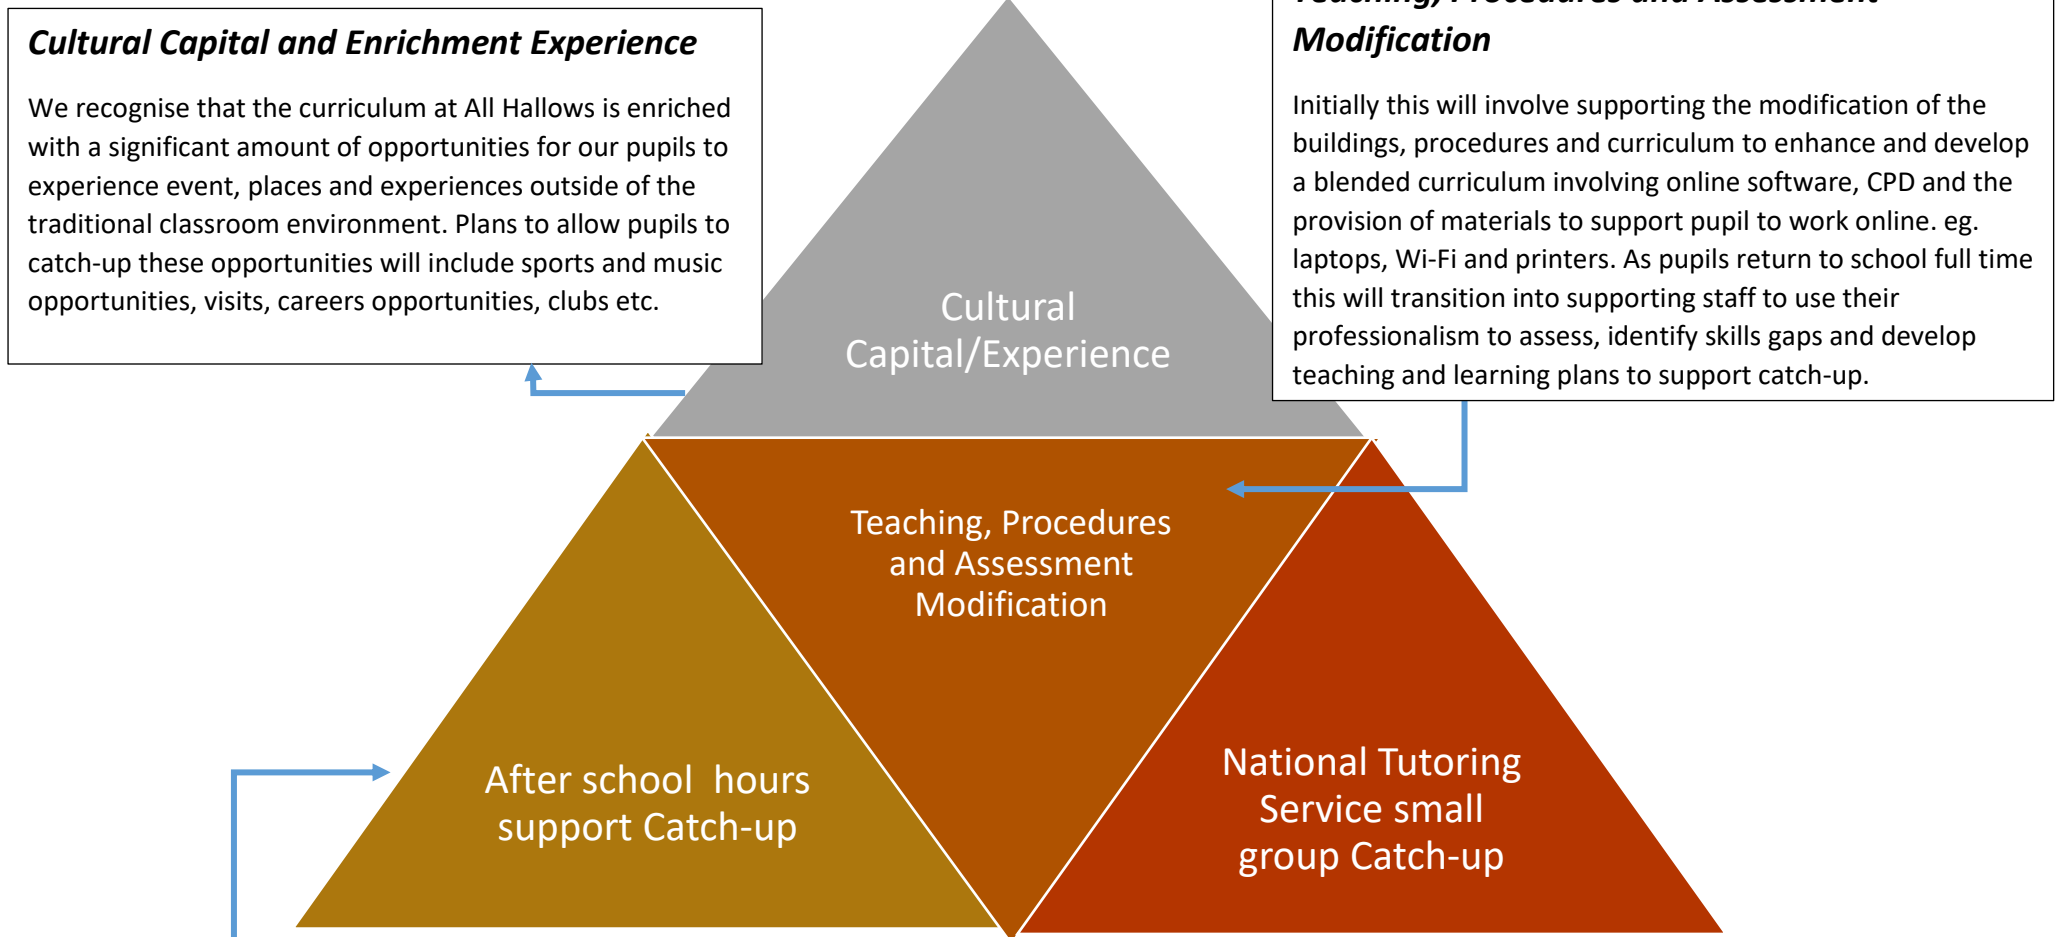 Cultural Capital and Enrichment Experience
We recognise that the curriculum at All Hallows is enriched
with a significant amount of opportunities for our pupils to
experience event, places and experiences outside of the
traditional classroom environment. Plans to allow pupils to
catch-up these opportunities will include sports and music
opportunities, visits, careers opportunities, clubs etc.
Teaching, Procedures and Assessment
Modification
Initially this will involve supporting the modification of the
buildings, procedures and curriculum to enhance and develop
a blended curriculum involving online software, CPD and the
provision of materials to support pupil to work online. eg.
laptops, Wi-Fi and printers. As pupils return to school full time
this will transition into supporting staff to use their
professionalism to assess, identify skills gaps and develop
teaching and learning plans to support catch-up.
Cultural
Capital/Experience
Teaching, Procedures
and Assessment
Modification
After school  hours
support Catch-up
National Tutoring
Service small
group Catch-up